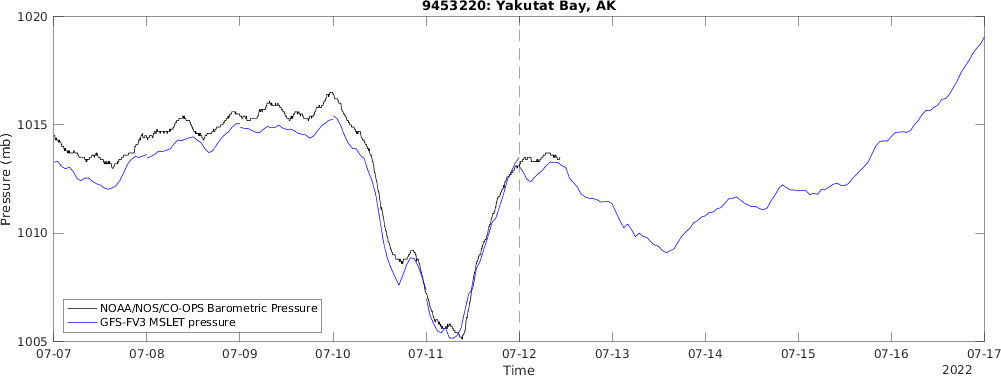 9453220: Yakutat Bay, AK
Pressure (mb)
1020
1015
1010
1005
NOAA/NOS/CO-OPS Barometric Pressure
GFS-FV3 MSLET pressure
07-07 07-08 07-09 07-10 07-11 07-12 07-13 07-14 07-15 07-16 07-17
Time
2022